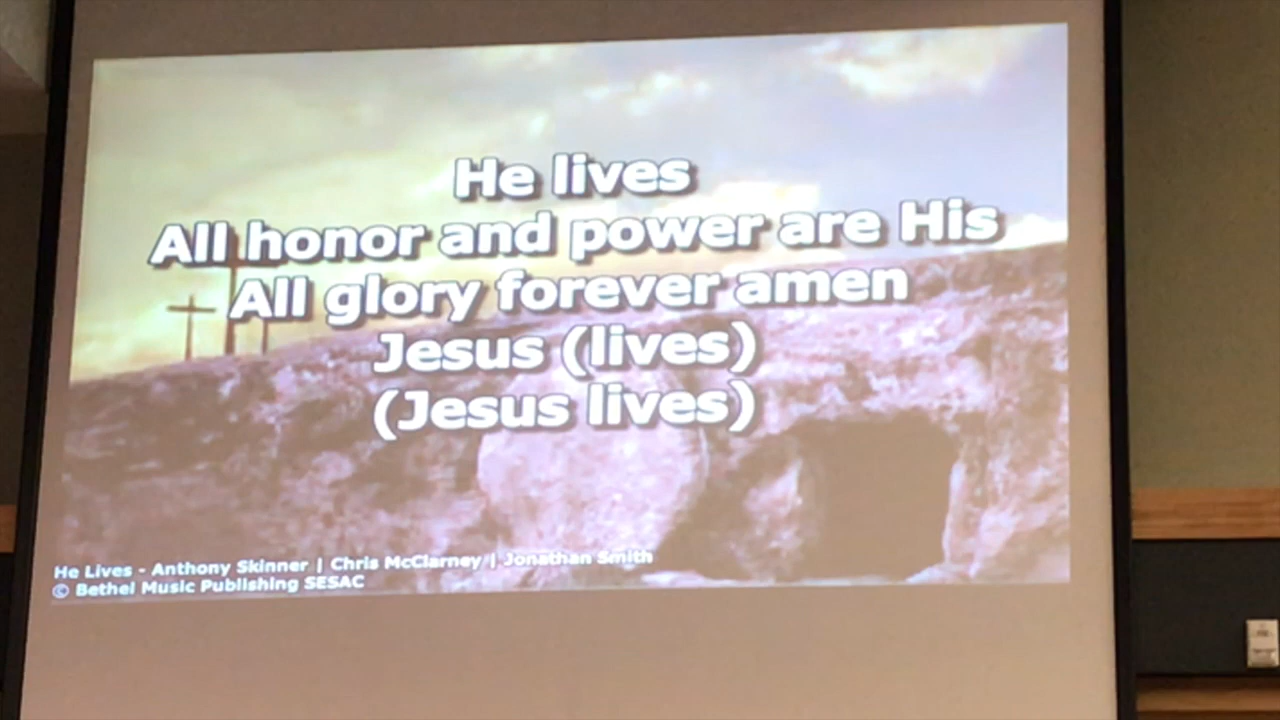 He lives
All honor and power are His
All glory forever amen
Jesus (lives)
(Jesus lives)
He Lives - Anthony Skinner | Chris McClarney | Jonathan Smith
© Bethel Music Publishing SESAC